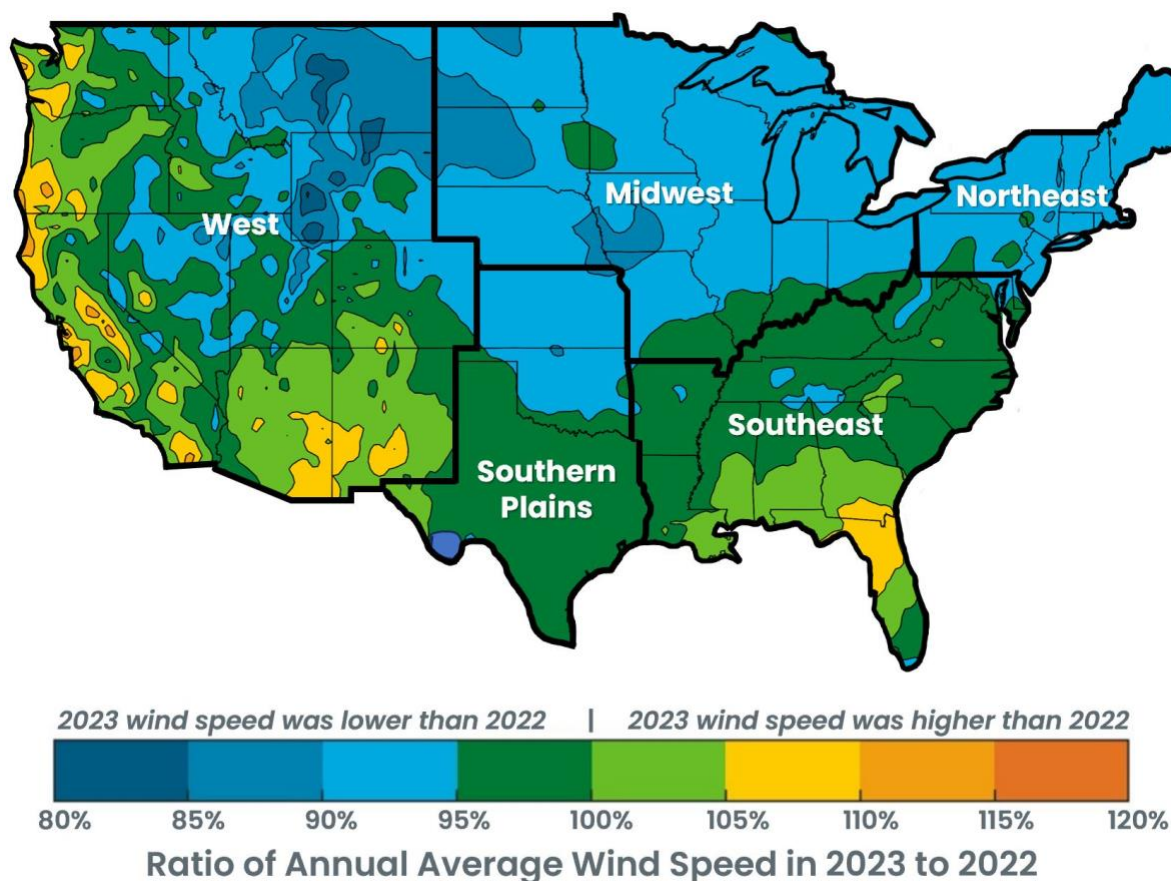 West
Midwest
Northeast
Southeast
Southern
Plains
2023 wind speed was lower than 2022 | 2023 wind speed was higher than 2022
80% 85% 90% 95% 100% 105% 110% 115% 120%
Ratio of Annual Average Wind Speed in 2023 to 2022